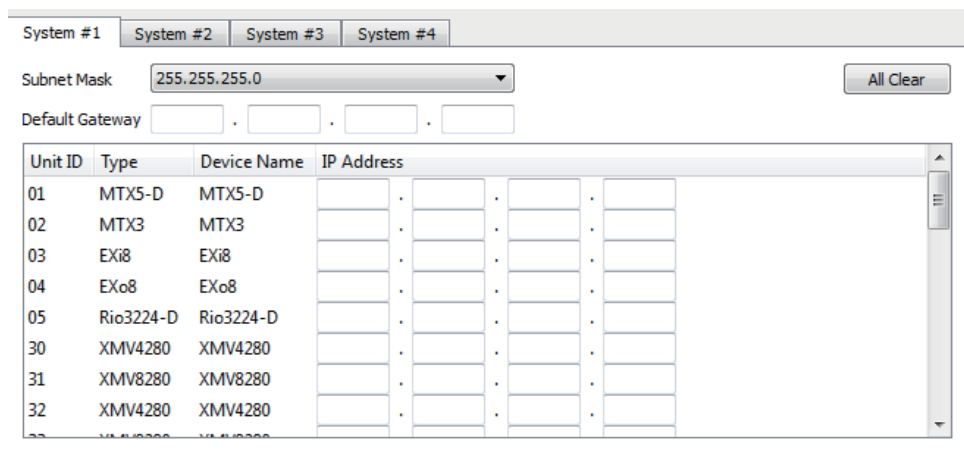 System #1 System #2 System #3 System #4
Subnet Mask 255.255.255.0 All Clear
Default Gateway . . .
Unit ID Type Device Name IP Address
01 MTX5-D MTX5-D . . .
02 MTX3 MTX3 . . .
03 EXi8 EXi8 . . .
04 EXo8 EXo8 . . .
05 Rio3224-D Rio3224-D . . .
30 XMV4280 XMV4280 . . .
31 XMV8280 XMV8280 . . .
32 XMV4280 XMV4280 . . .